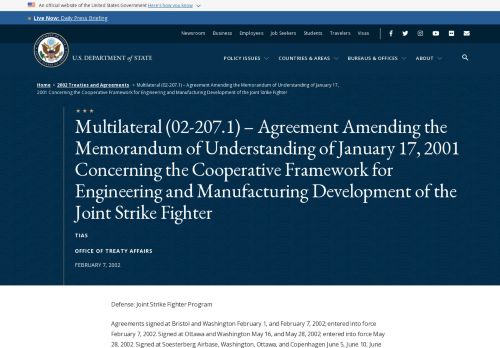 An official website of the United States Government Here's how you know
Live Now: Daily Press Briefing
Newsroom Business Employees Job Seekers Students Travelers Visas
U.S. DEPARTMENT of STATE
POLICY ISSUES COUNTRIES & AREAS BUREAUS & OFFICES ABOUT
Home › 2002 Treaties and Agreements › Multilateral (02-207.1) – Agreement Amending the Memorandum of Understanding of January 17,
2001 Concerning the Cooperative Framework for Engineering and Manufacturing Development of the Joint Strike Fighter
Multilateral (02-207.1) – Agreement Amending the
Memorandum of Understanding of January 17, 2001
Concerning the Cooperative Framework for
Engineering and Manufacturing Development of the
Joint Strike Fighter
TIAS
OFFICE OF TREATY AFFAIRS
FEBRUARY 7, 2002
Defense: Joint Strike Fighter Program
Agreements signed at Bristol and Washington February 1, and February 7, 2002; entered into force
February 7, 2002. Signed at Ottawa and Washington May 16, and May 28, 2002; entered into force May
28, 2002. Signed at Soesterberg Airbase, Washington, Ottawa, and Copenhagen June 5, June 10, June